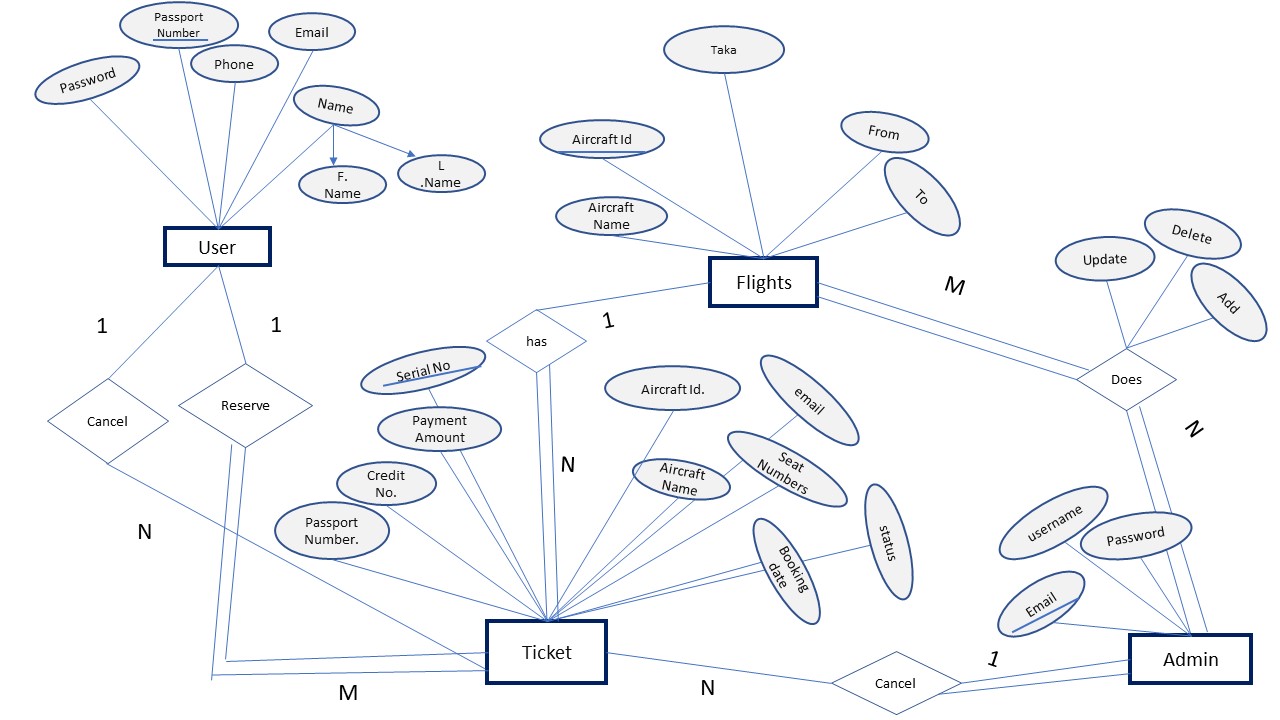 Passport
Number
Email
Phone
Password
Name
F.
Name
L
.Name
User
1
1
Cancel
Reserve
N
M
Taka
Aircraft Id
From
To
Aircraft
Name
Flights
M
has
1
N
Update
Delete
Add
Does
N
Serial No
Payment
Amount
Credit
No.
Passport
Number.
Aircraft Id.
email
Aircraft
Name
Seat
Numbers
Booking
date
status
Ticket
N
Cancel
1
username
Password
Email
Admin